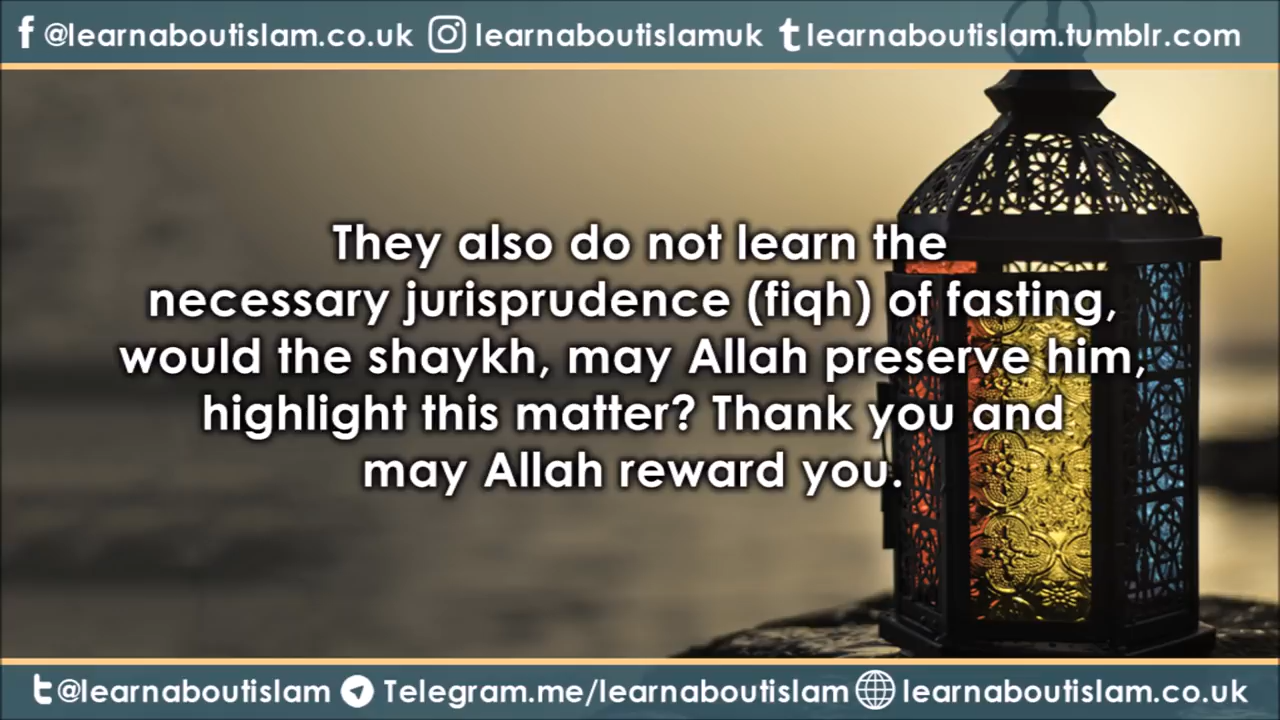 @learnaboutislam.co.uk learnaboutislamuk learnaboutislam.tumblr.com
They also do not learn the
necessary jurisprudence (fiqh) of fasting,
would the shaykh, may Allah preserve him,
highlight this matter? Thank you and
may Allah reward you.
@learnaboutislam Telegram.me/learnaboutislam learnaboutislam.co.uk